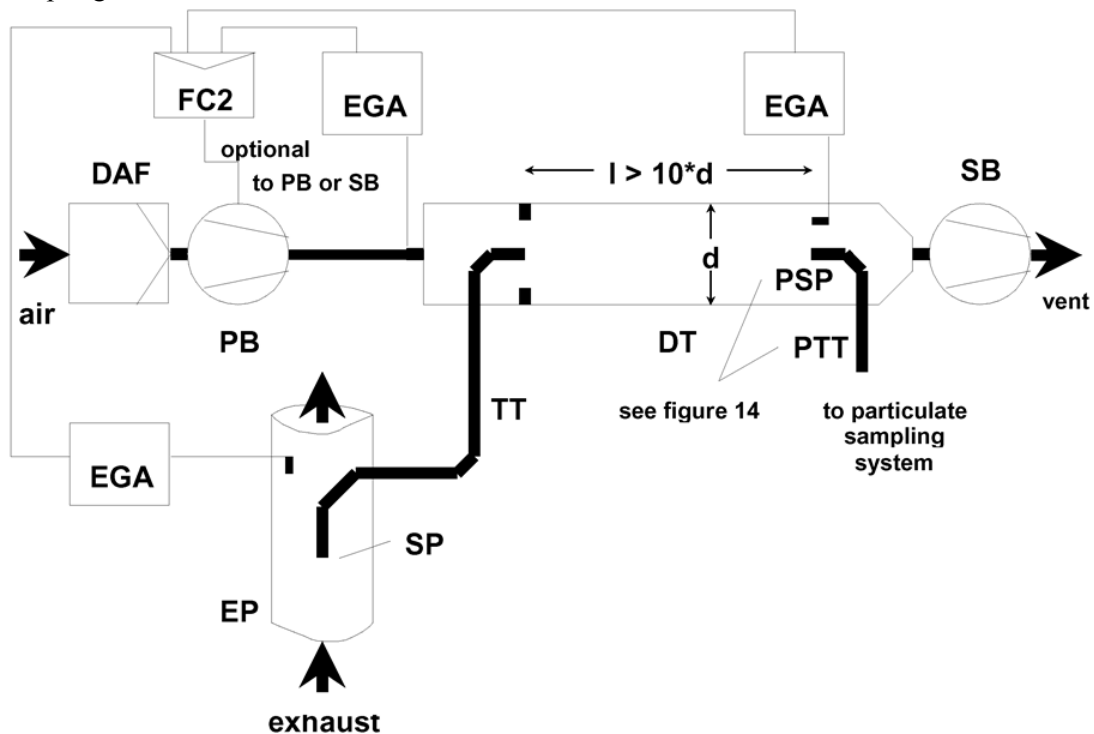 FC2
EGA
EGA
optional
to PB or SB
DAF
l > 10*d
SB
d
air
PSP
vent
PB
DT
PTT
TT
see figure 14
to particulate
sampling
system
EGA
SP
EP
exhaust